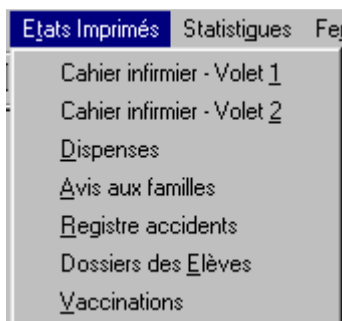 Etats Imprimés Statistigues
Cahier infirmier - Volet 1
Cahier infirmier - Volet 2
Dispenses
Avis aux familles
Registre accidents
Dossiers des Elèves
Vaccinations